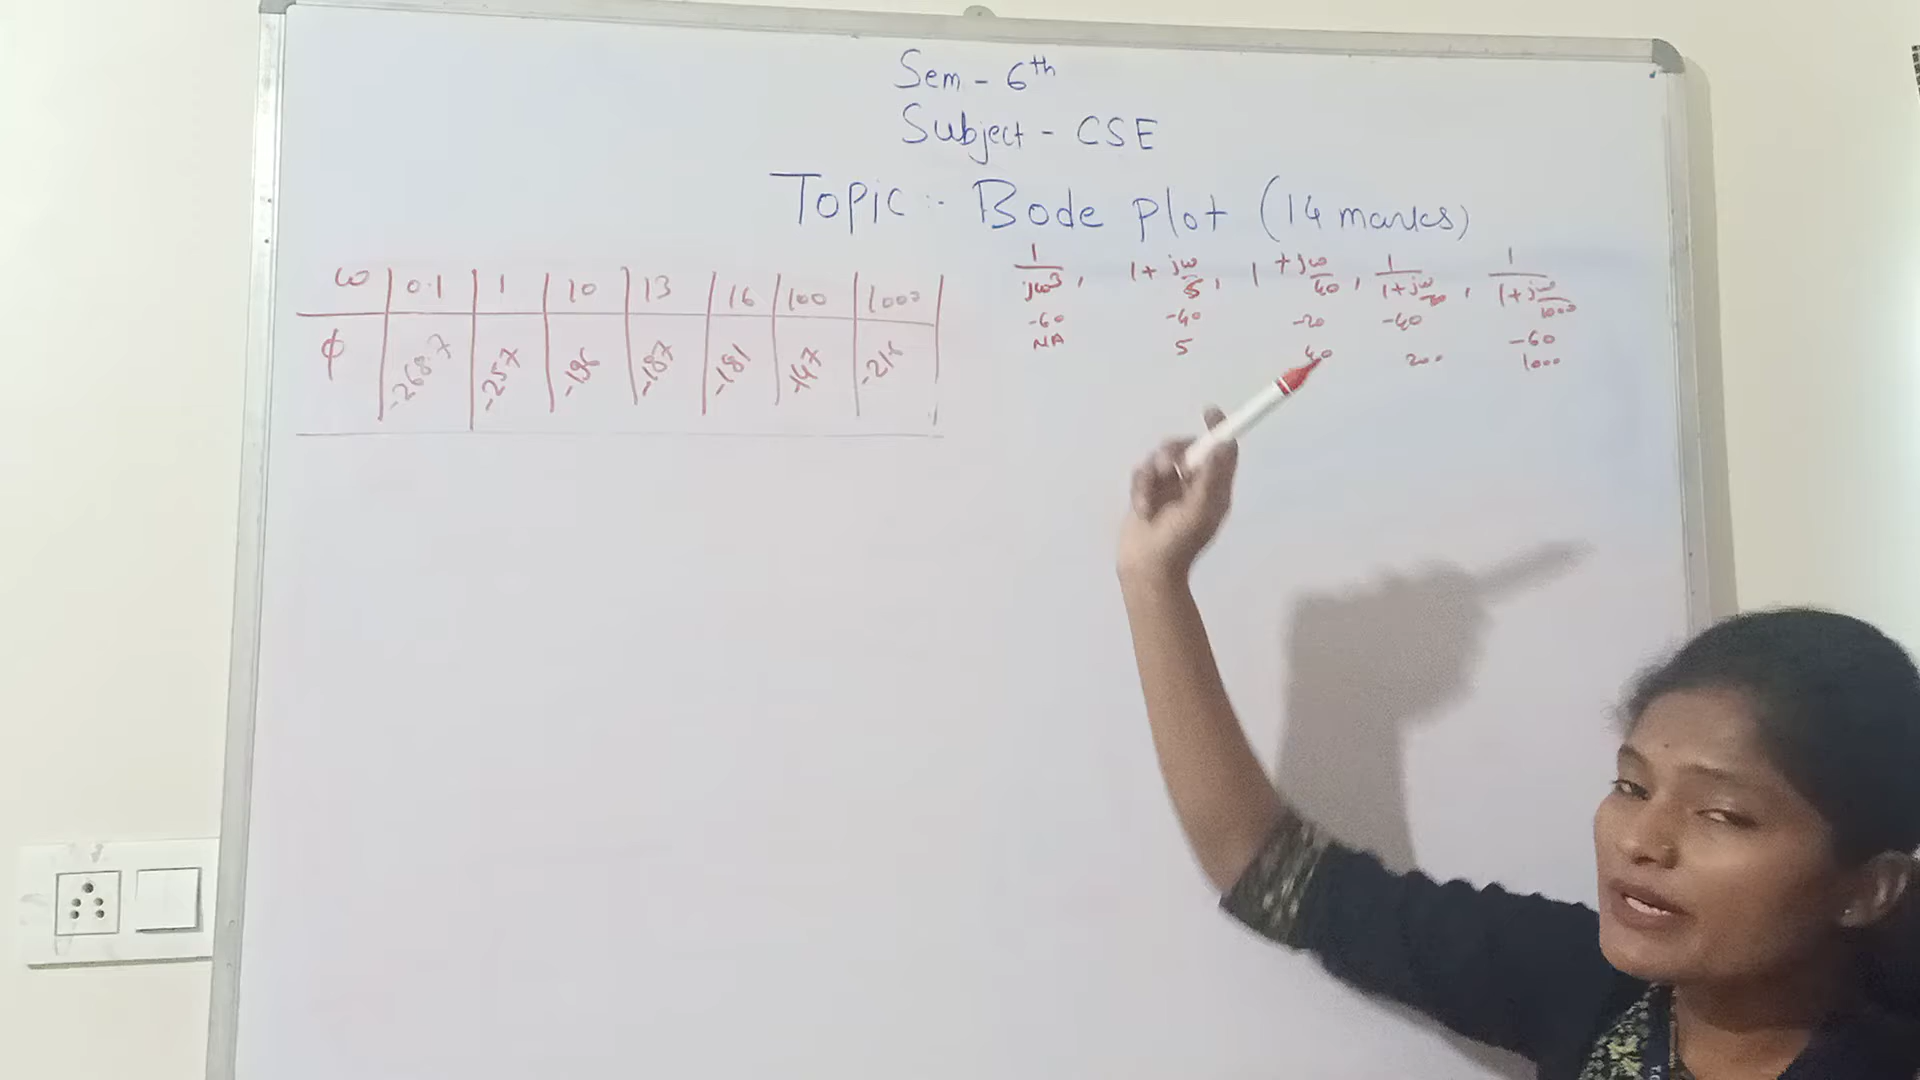 Sem - 6th
Subject - CSE
Topic :- Bode plot (14 marks)
ω | 0.1 | 1 | 10 | 13 | 16 | 100 | 1000
ϕ | -268.7 | -257 | -196 | -187 | -181 | -147
1/jω³, 1+jω/5, 1+jω/40, 1/1+jω/200, 1/1+jω/1000
-60 -40 -20 -40 -60
NA 5 40 200 1000